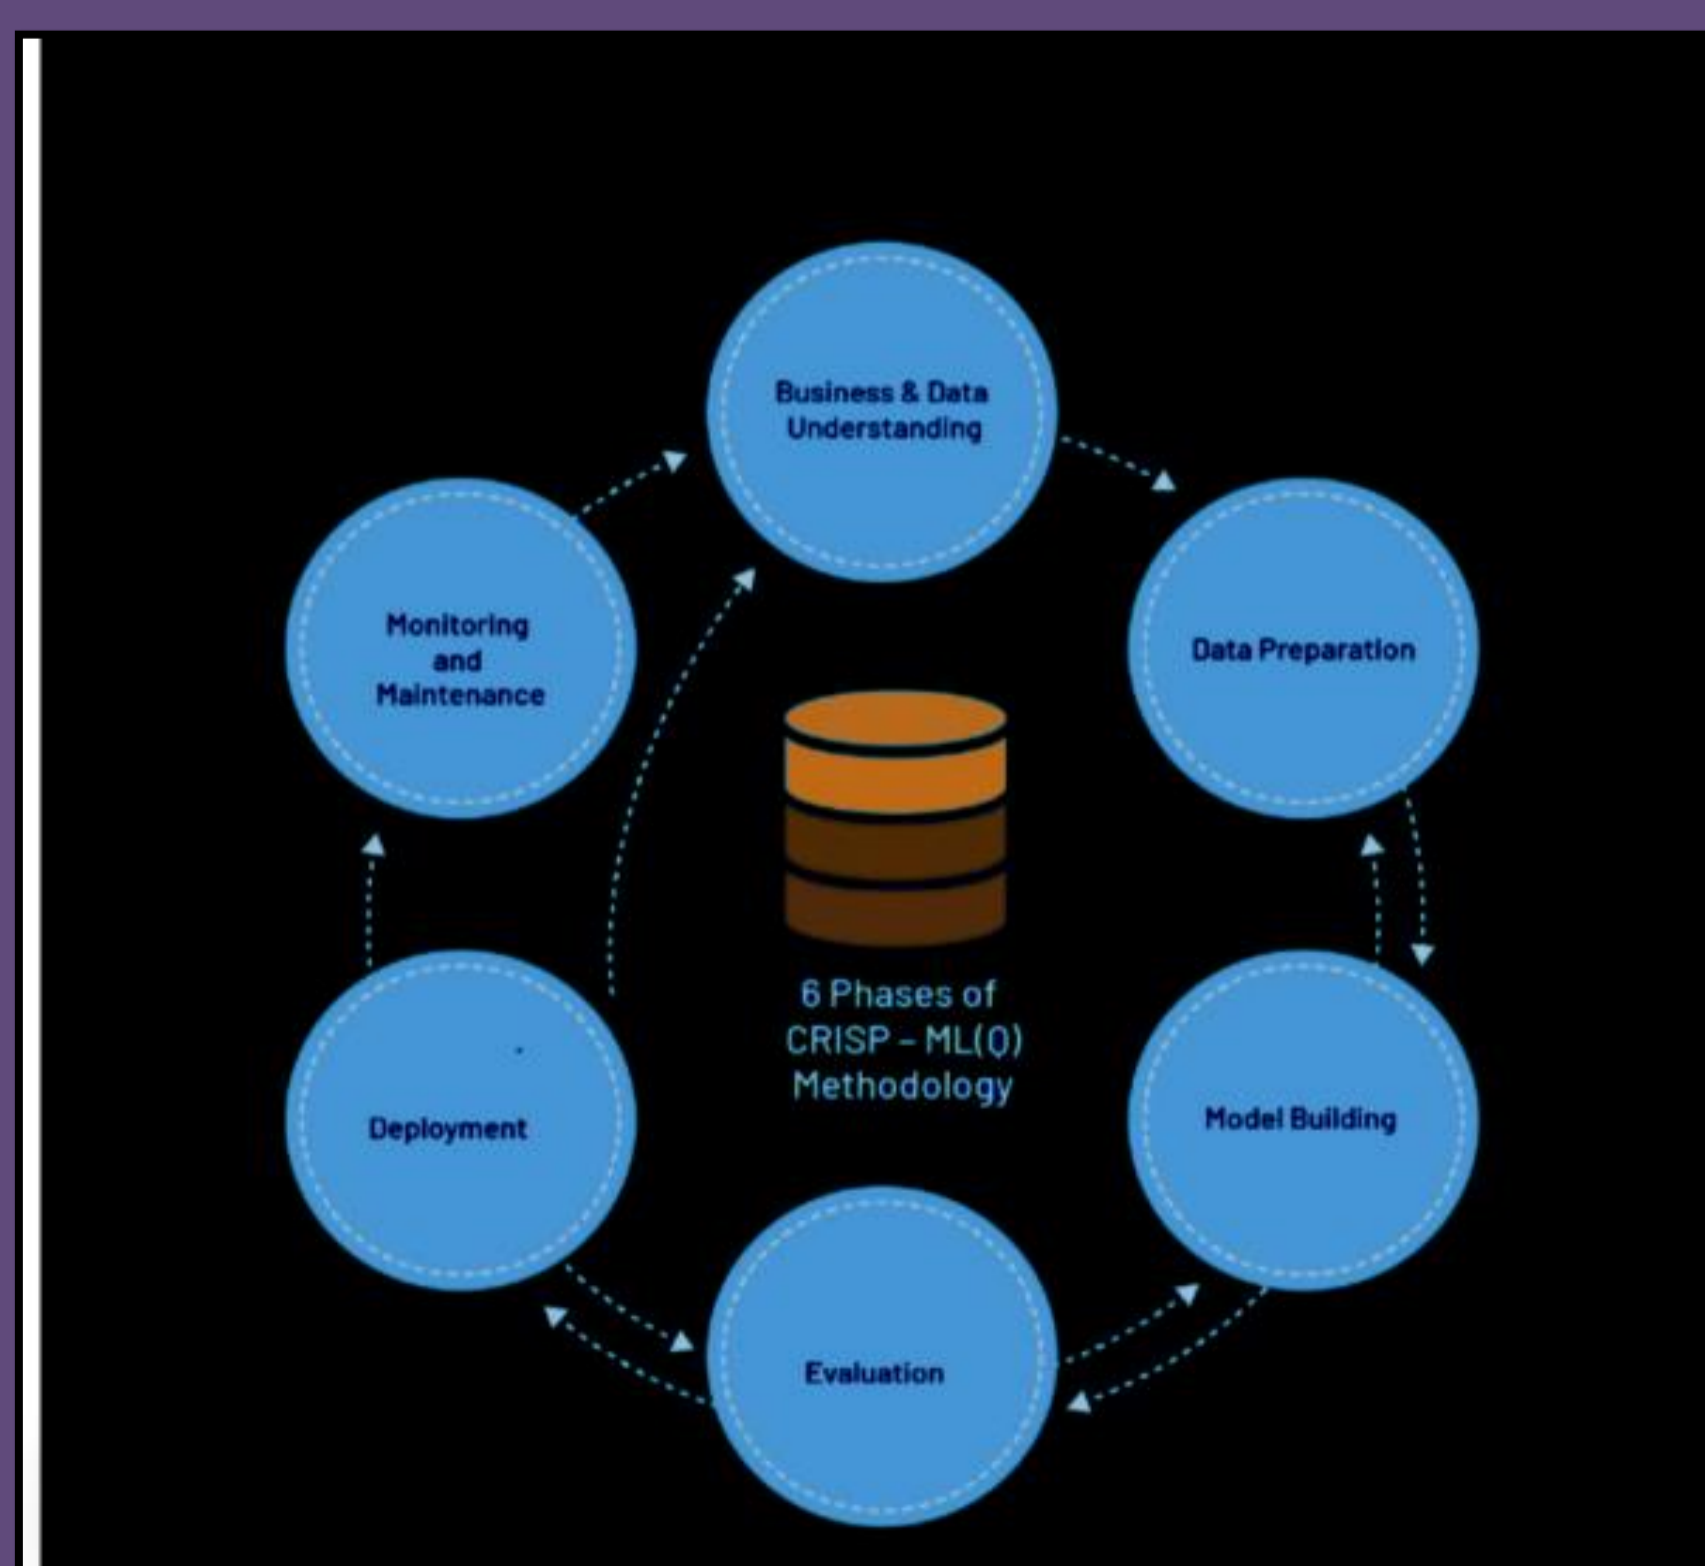 Business & Data
Understanding
Monitoring
and
Maintenance
Data Preparation
6 Phases of
CRISP – ML(Q)
Methodology
Deployment
Model Building
Evaluation